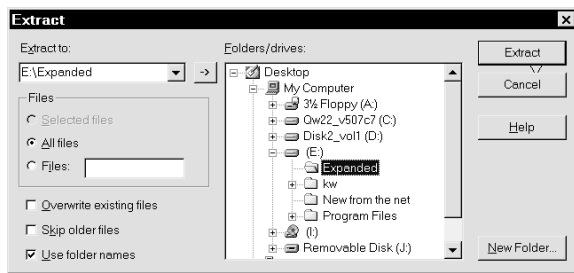 Extract
Extract to:
E:\Expanded
->
Files
Selected files
All files
Files:
Overwrite existing files
Skip older files
Use folder names
Folders/drives:
Desktop
My Computer
3½ Floppy (A:)
Qw22_v507c7 (C:)
Disk2_vol1 (D:)
(E:)
Expanded
kw
New from the net
Program Files
(I:)
Removable Disk (J:)
Extract
Cancel
Help
New Folder...